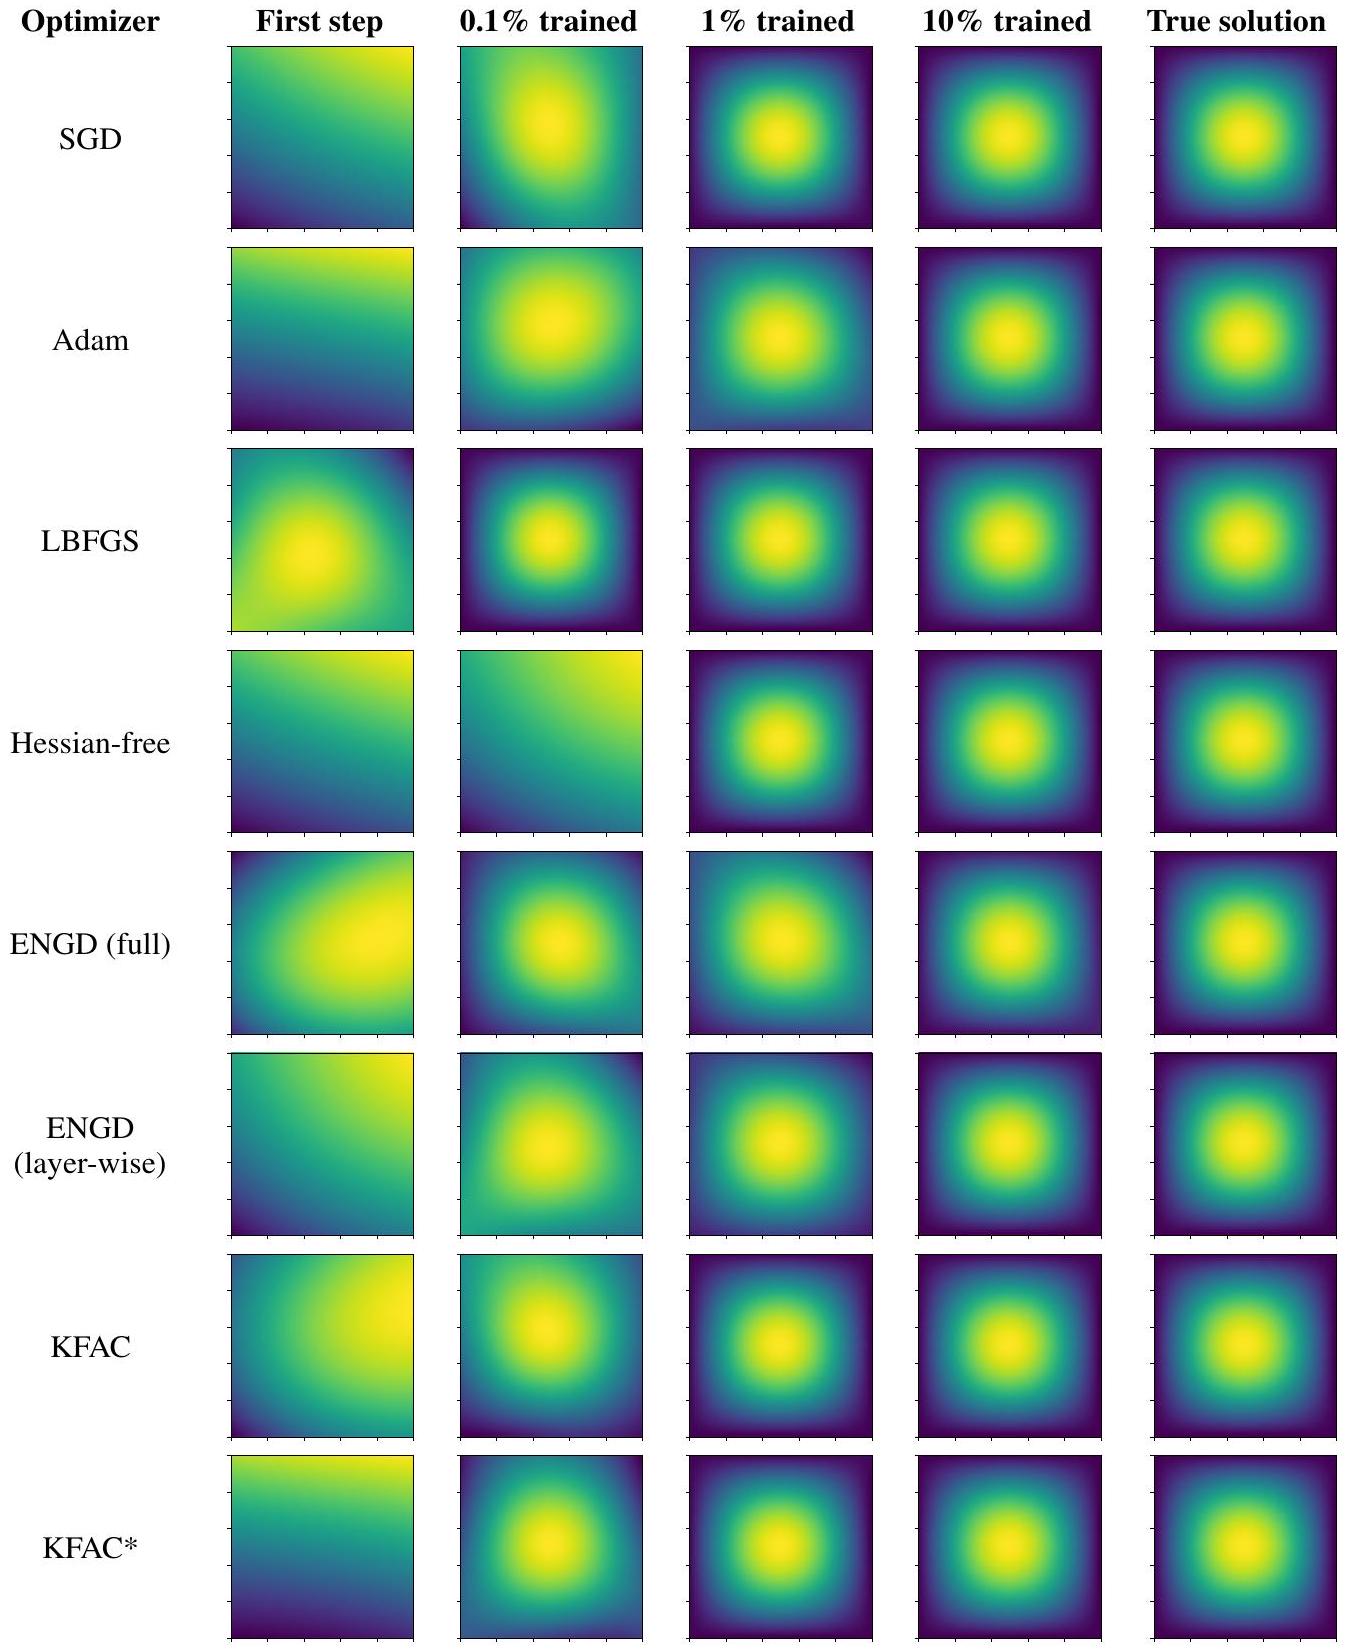 Optimizer First step 0.1% trained 1% trained 10% trained True solution
SGD
Adam
LBFGS
Hessian-free
ENGD (full)
ENGD
(layer-wise)
KFAC
KFAC*